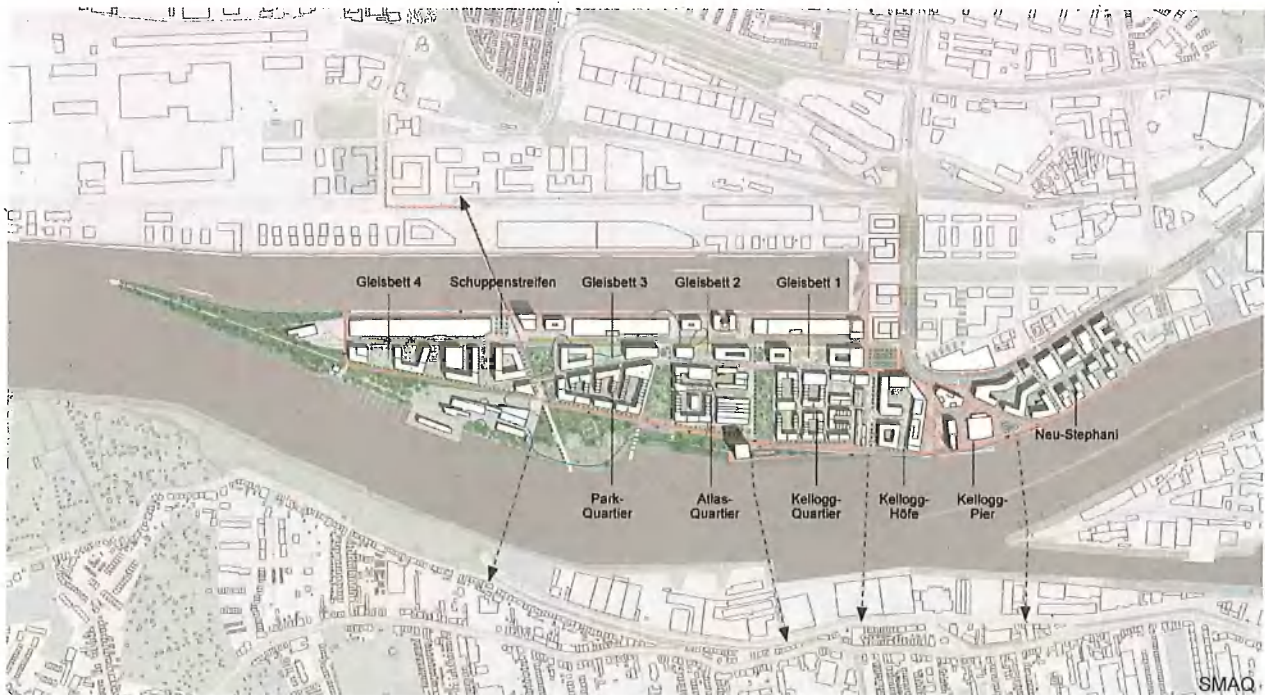 Gleisbett 4
Schuppenstreifen
Gleisbett 3
Gleisbett 2
Gleisbett 1
Neu-Stephani
Park-
Quartier
Atlas-
Quartier
Kellogg-
Quartier
Kellogg-
Höfe
Kellogg-
Pier
SMAQ